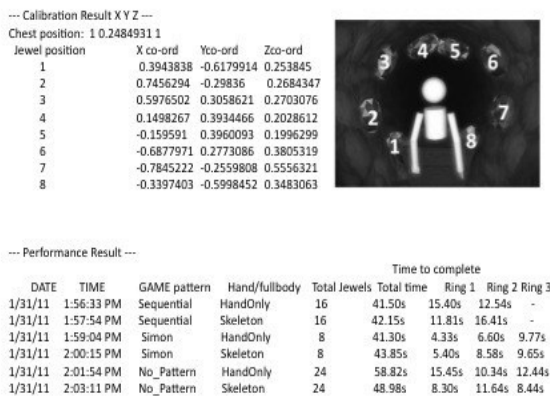 --- Calibration Result X Y Z ---
Chest position: 1 0.2484931 1
Jewel position X co-ord Yco-ord Zco-ord
1 0.3943838 -0.6179914 0.253845
2 0.7456294 -0.29836 0.2684347
3 0.5976502 0.3058621 0.2703076
4 0.1498267 0.3934466 0.2028612
5 -0.159591 0.3960093 0.1996299
6 -0.6877971 0.2773086 0.3805319
7 -0.7845222 -0.2559808 0.5556321
8 -0.3397403 -0.5998452 0.3483063
4 5
3 6
2 7
1 8
--- Performance Result ---
Time to complete
DATE TIME GAME pattern Hand/fullbody Total Jewels Total time Ring 1 Ring 2 Ring 3
1/31/11 1:56:33 PM Sequential HandOnly 16 41.50s 15.40s 12.54s -
1/31/11 1:57:54 PM Sequential Skeleton 16 42.15s 11.81s 16.41s -
1/31/11 1:59:04 PM Simon HandOnly 8 41.30s 4.33s 6.60s 9.77s
1/31/11 2:00:15 PM Simon Skeleton 8 43.85s 5.40s 8.58s 9.65s
1/31/11 2:01:54 PM No_Pattern HandOnly 24 58.82s 15.45s 10.34s 12.44s
1/31/11 2:03:11 PM No_Pattern Skeleton 24 48.98s 8.30s 11.64s 8.44s